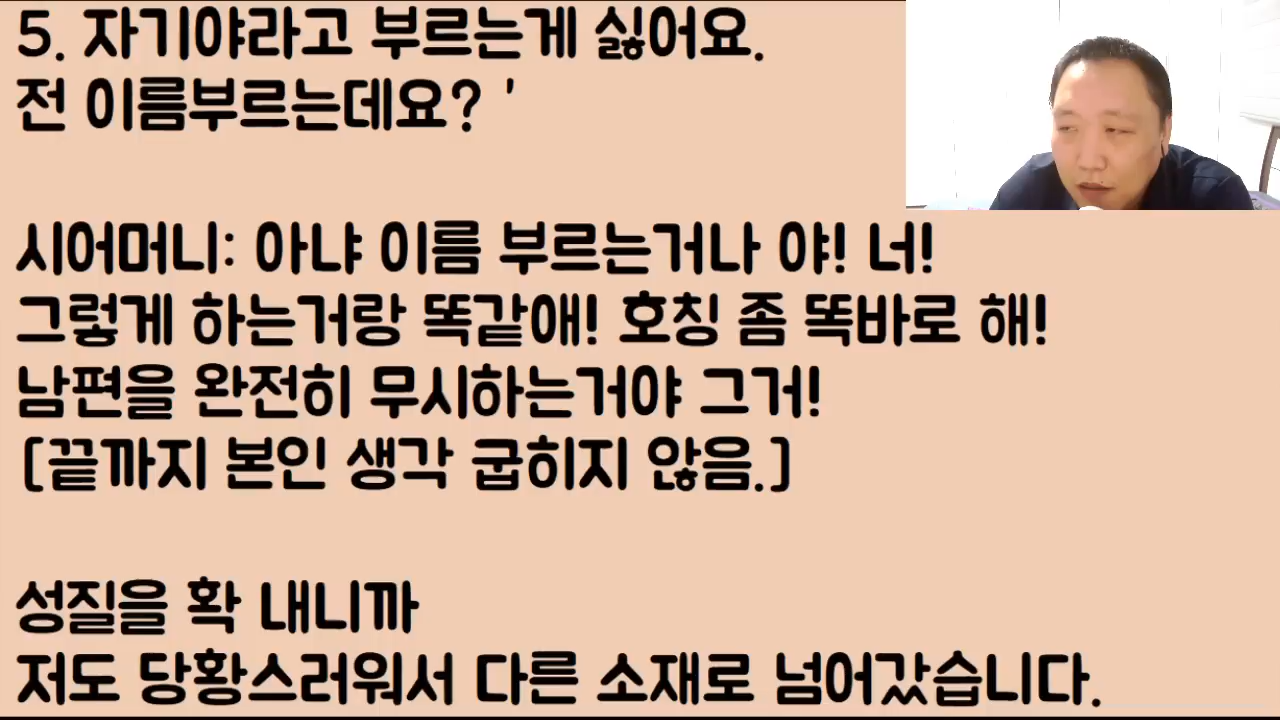 5. 자기야라고 부르는게 싫어요.
전 이름부르는데요? '
시어머니: 아냐 이름 부르는거나 야! 너!
그렇게 하는거랑 똑같애! 호칭 좀 똑바로 해!
남편을 완전히 무시하는거야 그거!
[끝까지 본인 생각 굽히지 않음.]
성질을 확 내니까
저도 당황스러워서 다른 소재로 넘어갔습니다.